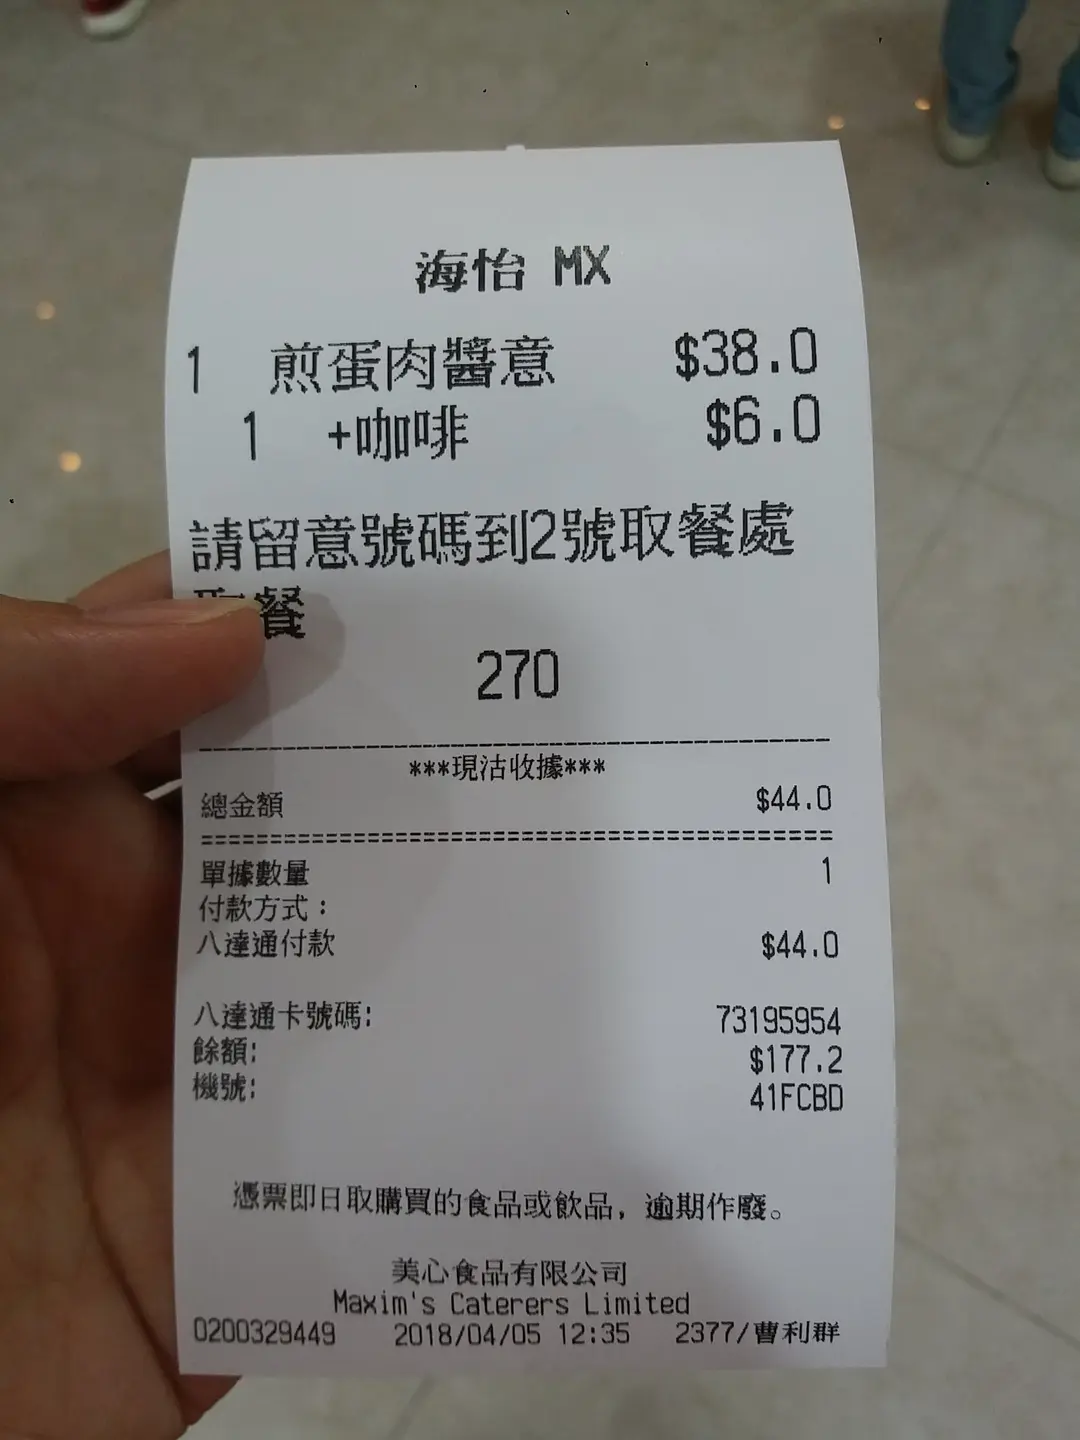 海怡 MX
1 煎蛋肉醬意 $38.0
1 +咖啡 $6.0
請留意號碼到2號取餐處
取餐
270
***現沽收據***
總金額 $44.0
單據數量 1
付款方式：
八達通付款 $44.0
八達通卡號碼: 73195954
餘額: $177.2
機號: 41FCBD
憑票即日取購買的食品或飲品，逾期作廢。
美心食品有限公司
Maxim's Caterers Limited
0200329449 2018/04/05 12:35 2377/曹利群